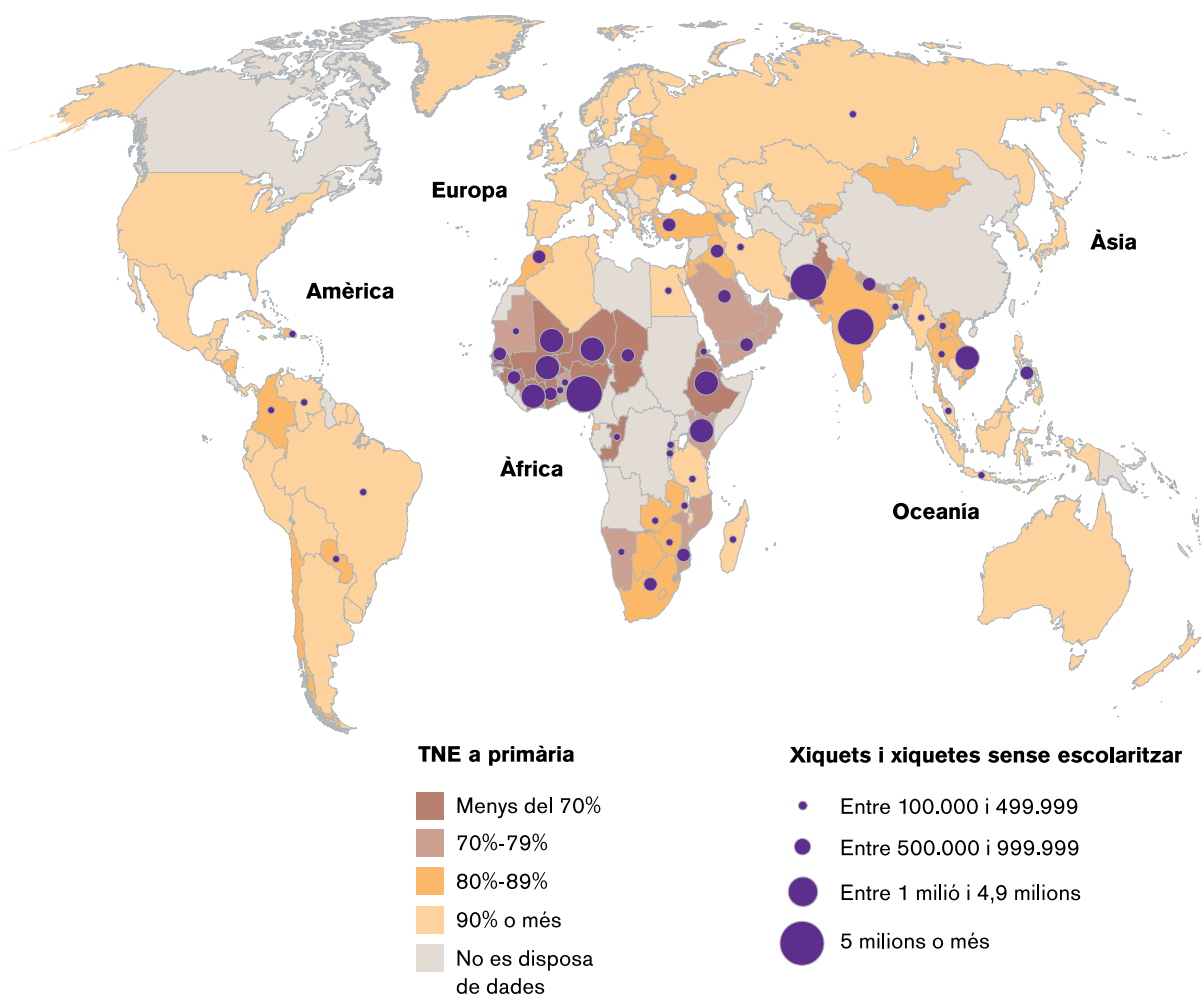 Europa
Àsia
Amèrica
Àfrica
Oceanía
TNE a primària
Menys del 70%
70%-79%
80%-89%
90% o més
No es disposa
de dades
Xiquets i xiquetes sense escolaritzar
Entre 100.000 i 499.999
Entre 500.000 i 999.999
Entre 1 milió i 4,9 milions
5 milions o més